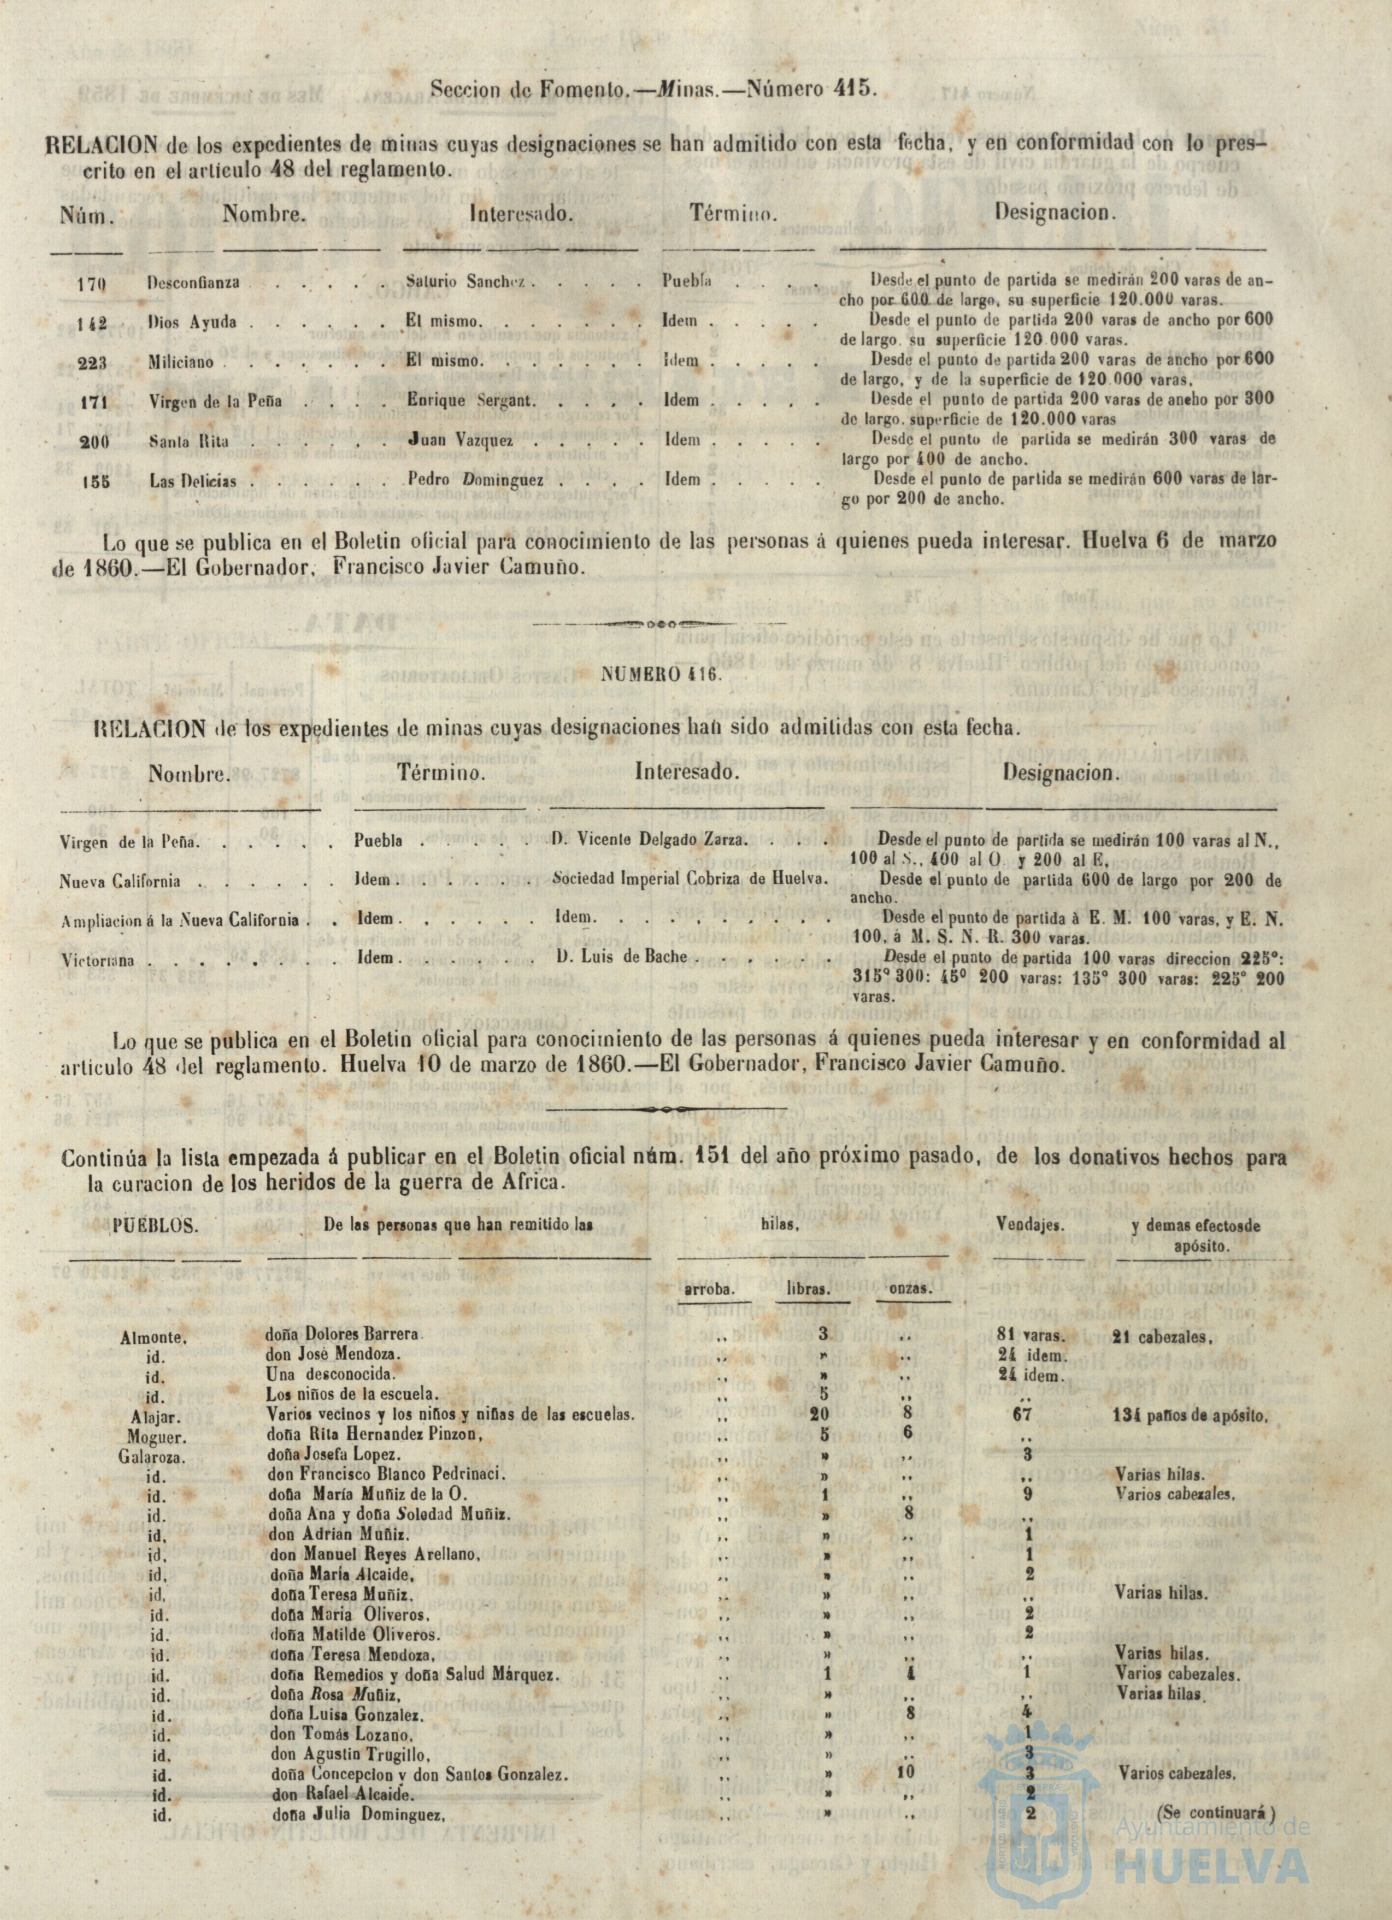 Seccion de Fomento.—Minas.—Número 415.
RELACION de los expedientes de minas cuyas designaciones se han admitido con esta fecha, y en conformidad con lo pres-
crito en el articulo 48 del reglamento.
Núm. Nombre. Interesado. Término. Designacion.
170 Desconfianza . . . . . Saturio Sanchez . . . . . Puebla . . . . Desde el punto de partida se medirán 200 varas de an-
cho por 600 de largo, su superficie 120.000 varas.
142 Dios Ayuda . . . . . . El mismo. . . . . . . Idem . . . . . Desde el punto de partida 200 varas de ancho por 600
de largo. su superficie 120.000 varas.
223 Miliciano . . . . . . . El mismo. . . . . . . Idem . . . . . Desde el punto de partida 200 varas de ancho por 600
de largo, y de la superficie de 120.000 varas,
171 Virgen de la Peña . . . . Enrique Sergant. . . . . Idem . . . . . Desde el punto de partida 200 varas de ancho por 300
de largo. superficie de 120.000 varas
200 Santa Rita . . . . . . Juan Vazquez . . . . . Idem . . . . . Desde el punto de partida se medirán 300 varas de
largo por 400 de ancho.
155 Las Delicias . . . . . . Pedro Dominguez . . . . Idem . . . . . Desde el punto de partida se medirán 600 varas de lar-
go por 200 de ancho.
Lo que se publica en el Boletin oficial para conocimiento de las personas á quienes pueda interesar. Huelva 6 de marzo
de 1860.—El Gobernador, Francisco Javier Camuño.
NUMERO 416.
RELACION de los expedientes de minas cuyas designaciones han sido admitidas con esta fecha.
Nombre. Término. Interesado. Designacion.
Virgen de la Peña. . . . . . Puebla . . . . . D. Vicente Delgado Zarza. . . . Desde el punto de partida se medirán 100 varas al N.,
100 al S., 400 al O. y 200 al E,
Nueva California . . . . . . Idem . . . . . . Sociedad Imperial Cobriza de Huelva. Desde el punto de partida 600 de largo por 200 de
ancho.
Ampliacion á la Nueva California . . Idem . . . . . . Idem. . . . . . . . . . Desde el punto de partida à E. M. 100 varas, y E. N.
100, á M. S. N. R. 300 varas.
Victoriana . . . . . . . . Idem . . . . . . D. Luis de Bache . . . . . . Desde el punto de partida 100 varas direccion 225º:
315º 300: 45º 200 varas: 135º 300 varas: 225º 200
varas.
Lo que se publica en el Boletin oficial para conocimiento de las personas á quienes pueda interesar y en conformidad al
articulo 48 del reglamento. Huelva 10 de marzo de 1860.—El Gobernador, Francisco Javier Camuño.
Continúa la lista empezada á publicar en el Boletin oficial núm. 151 del año próximo pasado, de los donativos hechos para
la curacion de los heridos de la guerra de Africa.
PUEBLOS. De las personas que han remitido las hilas, Vendajes. y demas efectosde
apósito.
arroba. libras. onzas.
Almonte, doña Dolores Barrera. ,, 3 ,, 81 varas. 21 cabezales,
id. don José Mendoza. ,, » ,, 24 idem.
id. Una desconocida. ,, » ,, 24 idem.
id. Los niños de la escuela. ,, 5 ,, ,,
Alajar. Varios vecinos y los niños y niñas de las escuelas. ,, 20 8 67 134 paños de apósito,
Moguer. doña Rita Hernandez Pinzon, ,, 5 6 ,,
Galaroza. doña Josefa Lopez. ,, » ,, 3
id. don Francisco Blanco Pedrinaci. ,, » ,, ,, Varias hilas.
id. doña María Muñiz de la O. ,, 1 ,, 9 Varios cabezales,
id. doña Ana y doña Soledad Muñiz. ,, » 8 ,,
id. don Adrian Muñiz. ,, » ,, 1
id, don Manuel Reyes Arellano, ,, » ,, 1
id, doña María Alcaide, ,, » ,, 2
id, doña Teresa Muñiz. ,, » ,, ,, Varias hilas.
id. doña Maria Oliveros, ,, » ,, 2
id. doña Matilde Oliveros. ,, » ,, 2
id. doña Teresa Mendoza, ,, » ,, ,, Varias hilas.
id. doña Remedios y doña Salud Márquez. ,, 1 4 1 Varios cabezales.
id. doña Rosa Muñiz, ,, » ,, ,, Varias hilas.
id. doña Luisa Gonzalez. ,, » 8 4
id. don Tomás Lozano, ,, » ,, 1
id, don Agustin Trugillo, ,, » ,, 3
id. doña Concepcion y don Santos Gonzalez. ,, » 10 3 Varios cabezales,
id. don Rafael Alcaide. ,, » ,, 2
id. doña Julia Dominguez, ,, » ,, 2 (Se continuará)
Ayuntamiento de
HUELVA